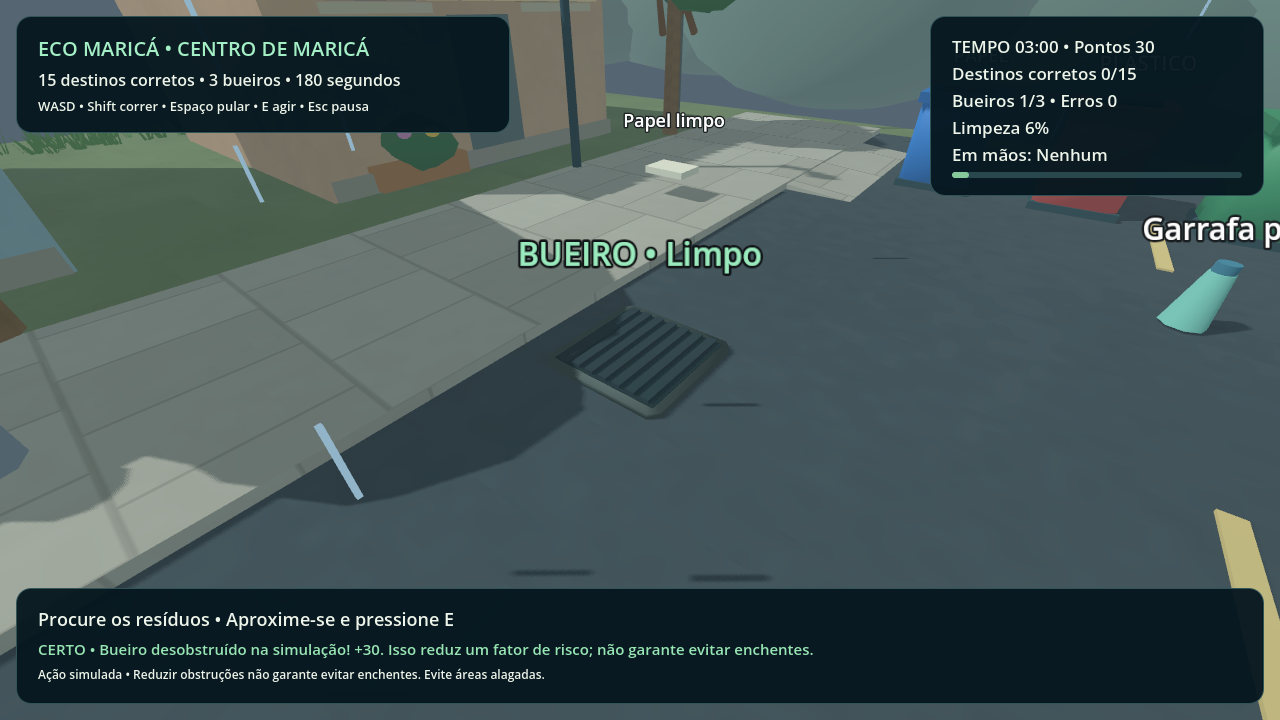 ECO MARICÁ • CENTRO DE MARICÁ
15 destinos corretos • 3 bueiros • 180 segundos
WASD • Shift correr • Espaço pular • E agir • Esc pausa
TEMPO 03:00 • Pontos 30
Destinos corretos 0/15
Bueiros 1/3 • Erros 0
Limpeza 6%
Em mãos: Nenhum
PLÁSTICO
Papel limpo
Garrafa p
BUEIRO • Limpo
Procure os resíduos • Aproxime-se e pressione E
CERTO • Bueiro desobstruído na simulação! +30. Isso reduz um fator de risco; não garante evitar enchentes.
Ação simulada • Reduzir obstruções não garante evitar enchentes. Evite áreas alagadas.